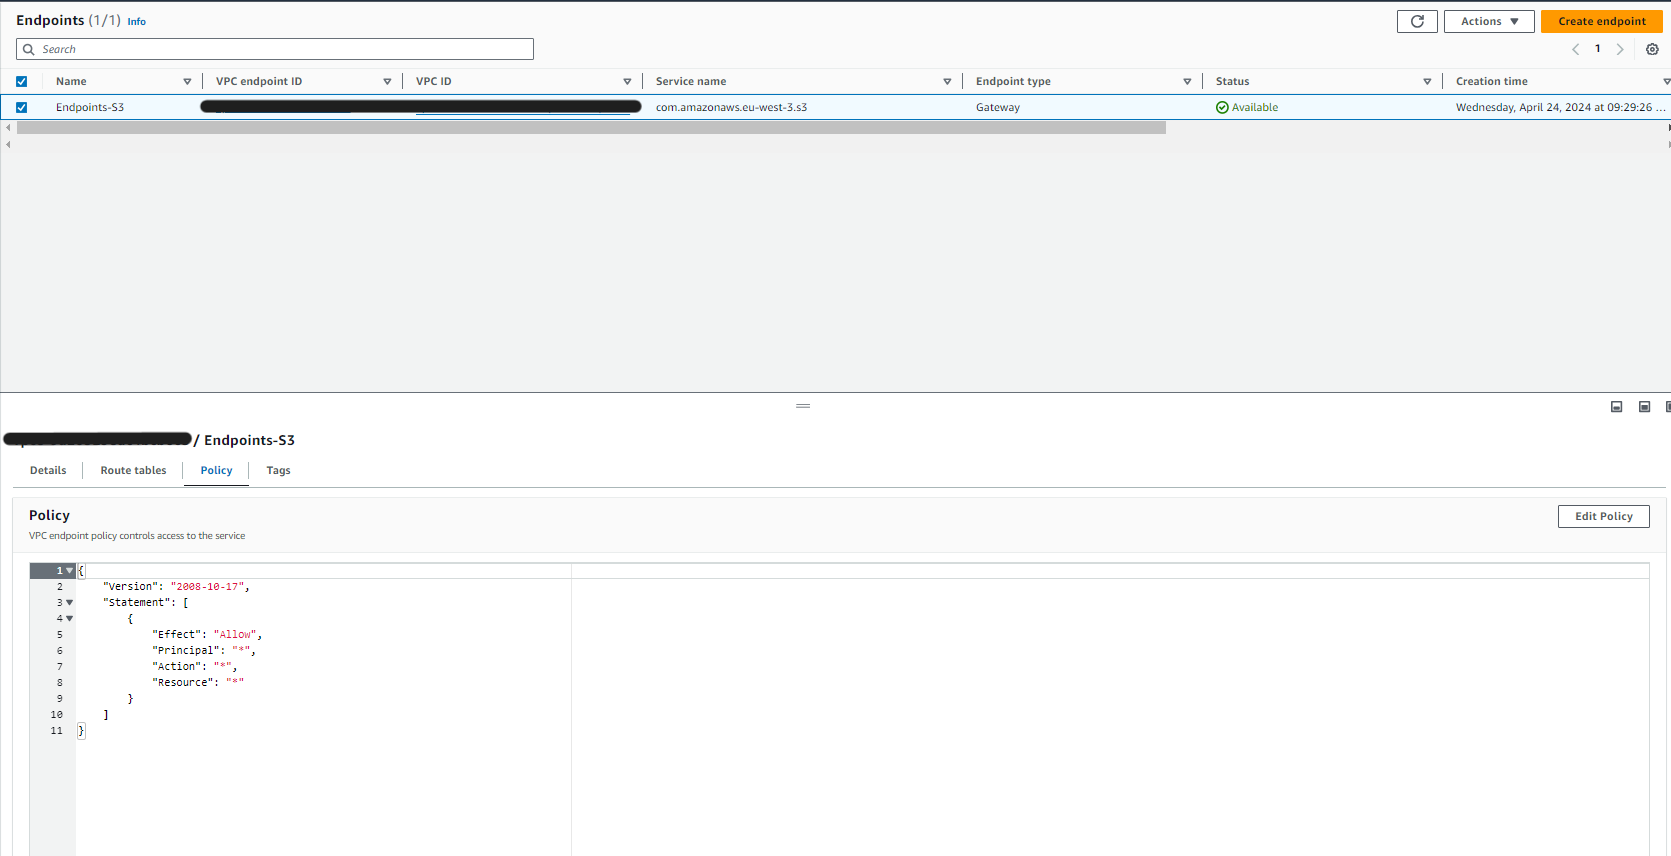 Endpoints (1/1) Info
Actions Create endpoint
Search
1
Name VPC endpoint ID VPC ID Service name Endpoint type Status Creation time
Endpoints-S3 com.amazonaws.eu-west-3.s3 Gateway Available Wednesday, April 24, 2024 at 09:29:26 ...
/ Endpoints-S3
Details Route tables Policy Tags
Policy
Edit Policy
VPC endpoint policy controls access to the service
1 {
2 "Version": "2008-10-17",
3 "Statement": [
4 {
5 "Effect": "Allow",
6 "Principal": "*",
7 "Action": "*",
8 "Resource": "*"
9 }
10 ]
11 }